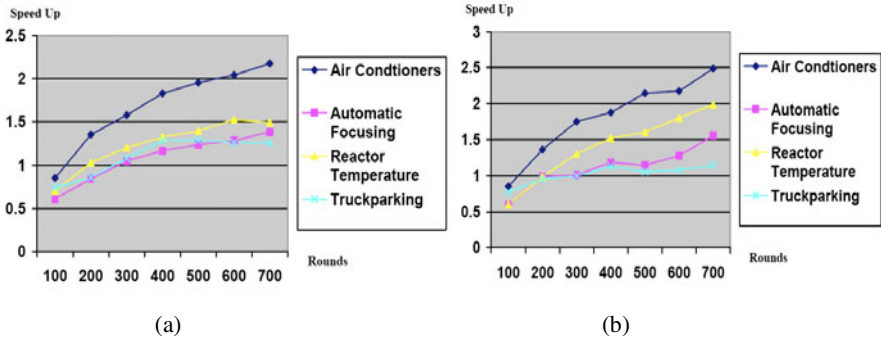 Speed Up
2.5
2
1.5
1
0.5
0
100 200 300 400 500 600 700
Air Condtioners
Automatic
Focusing
Reactor
Temperature
Truckparking
Rounds
(a)
Speed Up
3
2.5
2
1.5
1
0.5
0
100 200 300 400 500 600 700
Air Condtioners
Automatic
Focusing
Reactor
Temperature
Truckparking
Rounds
(b)